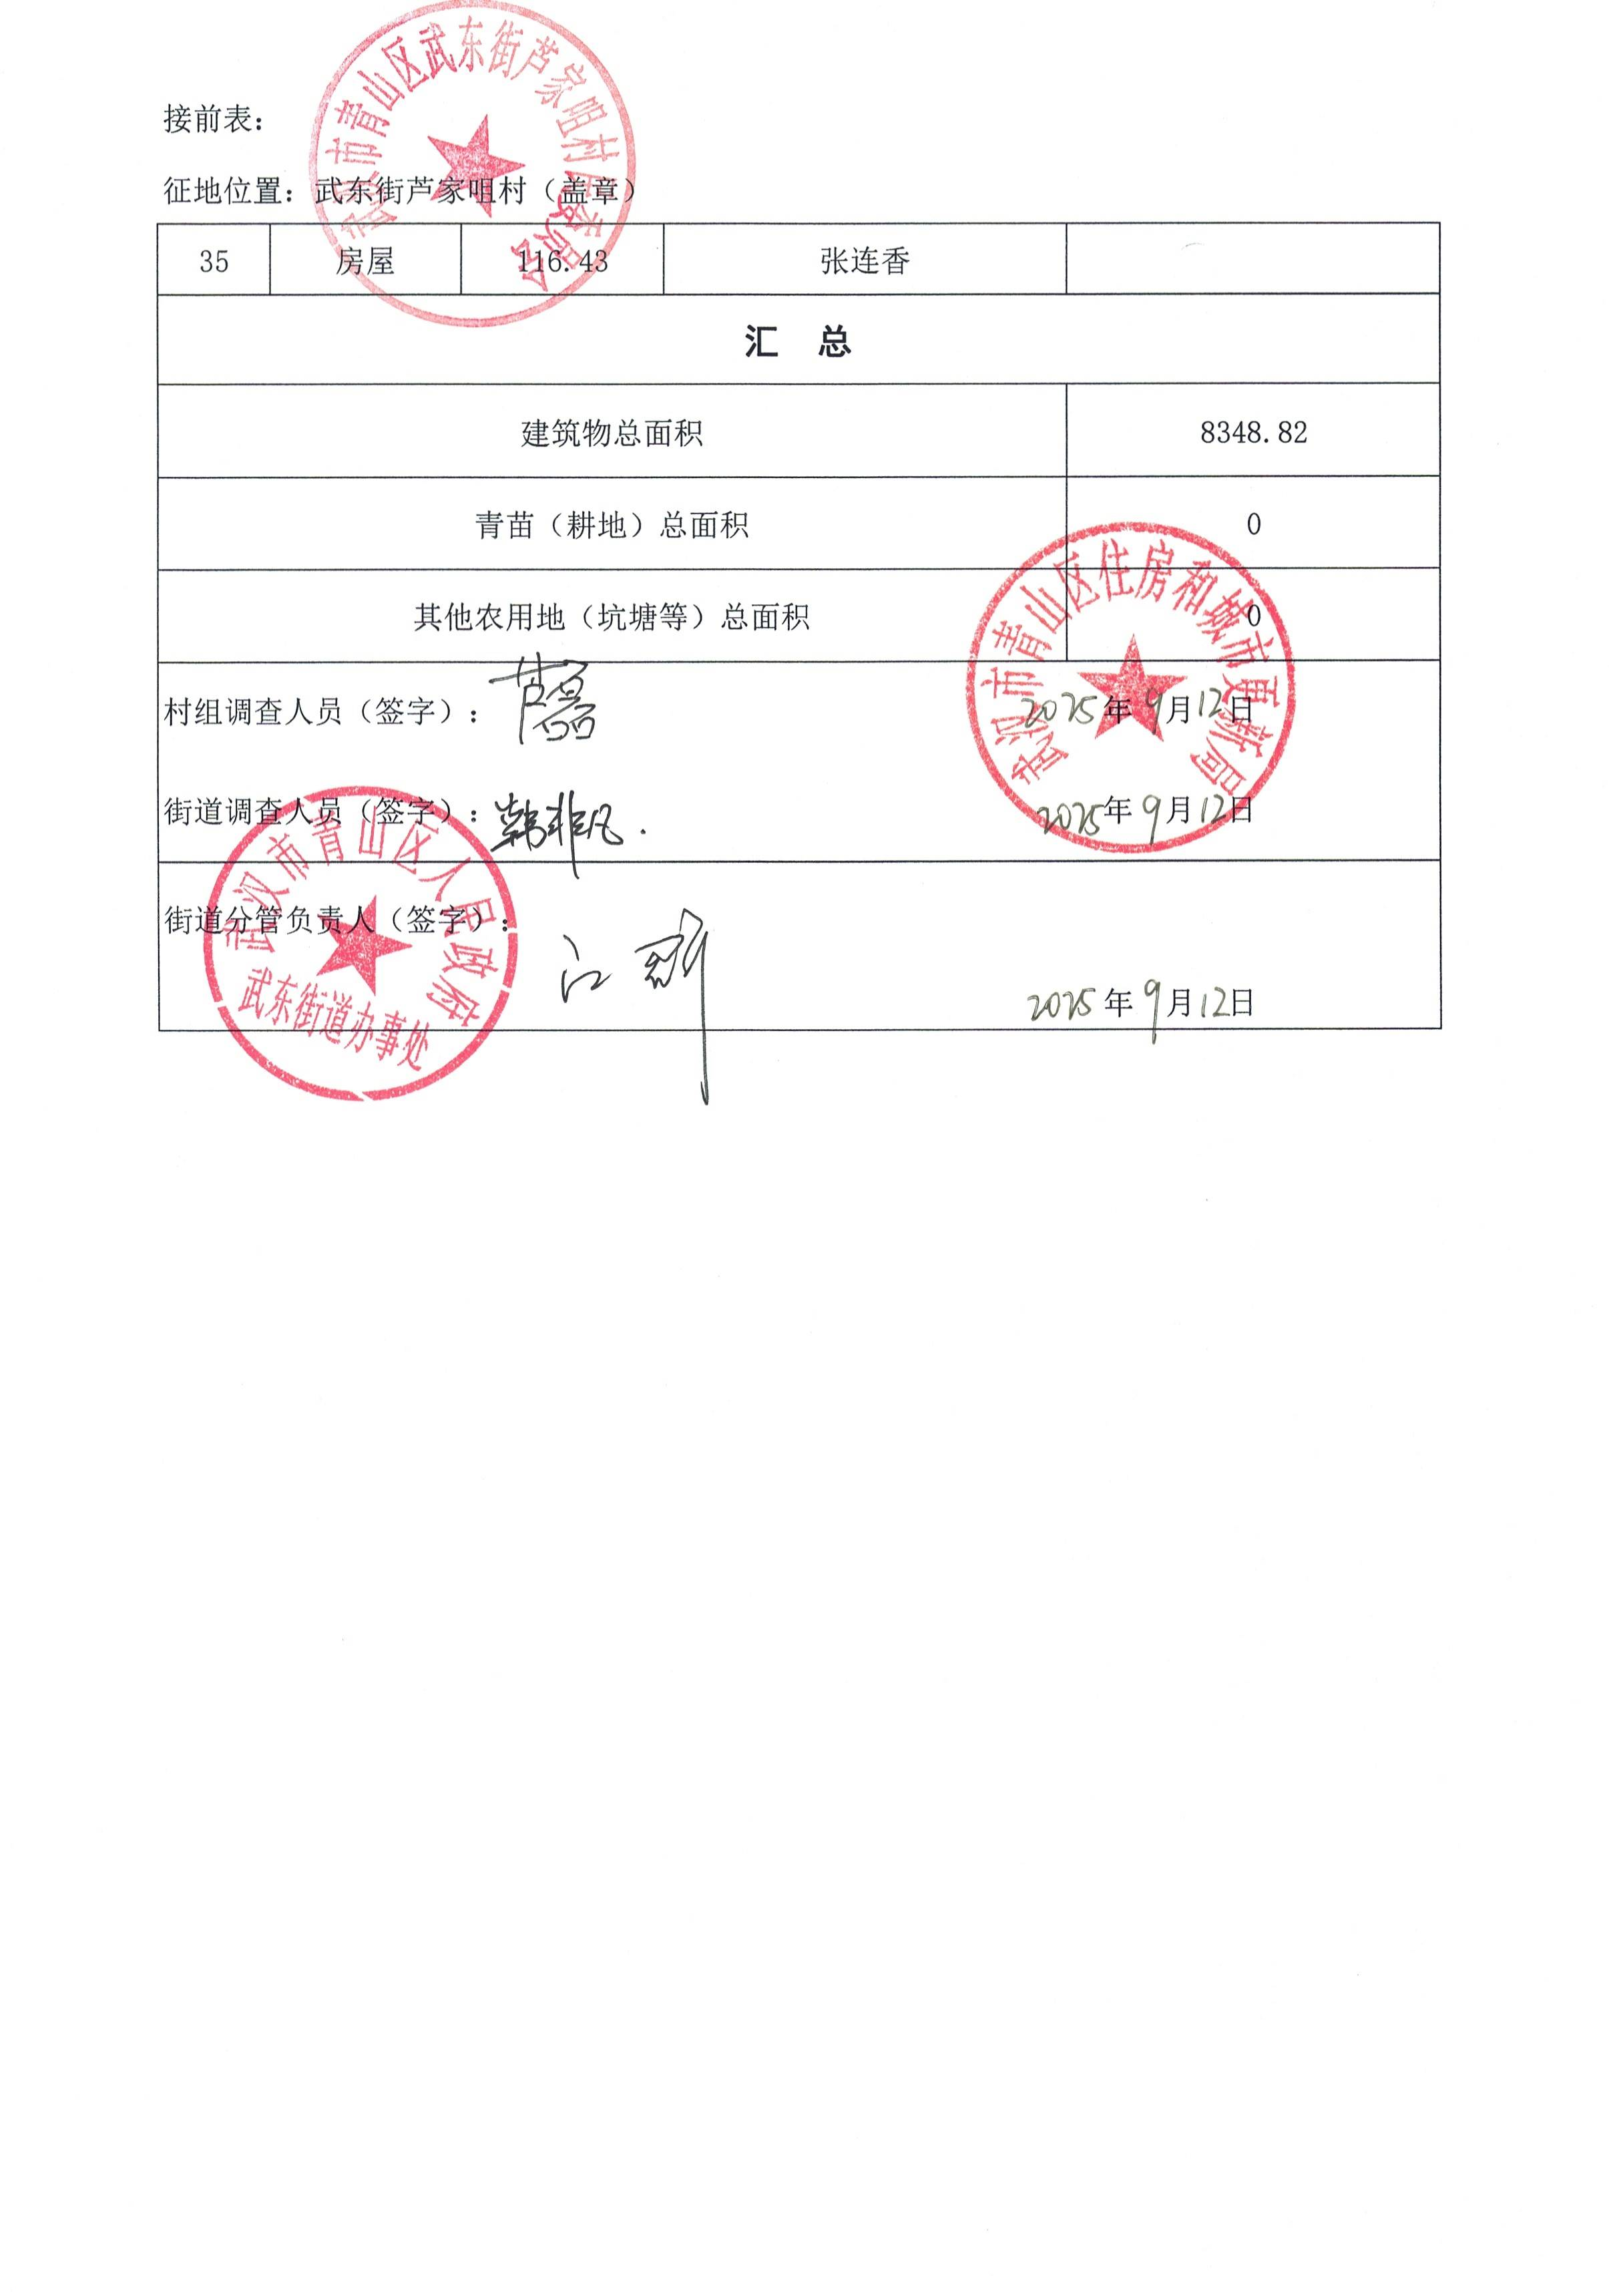 接前表：
征地位置：武东街芦家咀村（盖章）
武汉市青山区武东街芦家咀村民委员会
35 房屋 116.43 张连香
汇 总
建筑物总面积 8348.82
青苗（耕地）总面积 0
其他农用地（坑塘等）总面积 0
武汉市青山区住房和城市更新局
村组调查人员（签字）： 2025年9月12日
街道调查人员（签字）：韩非凡. 2025年9月12日
街道分管负责人（签字）：
2025年9月12日
武汉市青山区人民政府
武东街道办事处